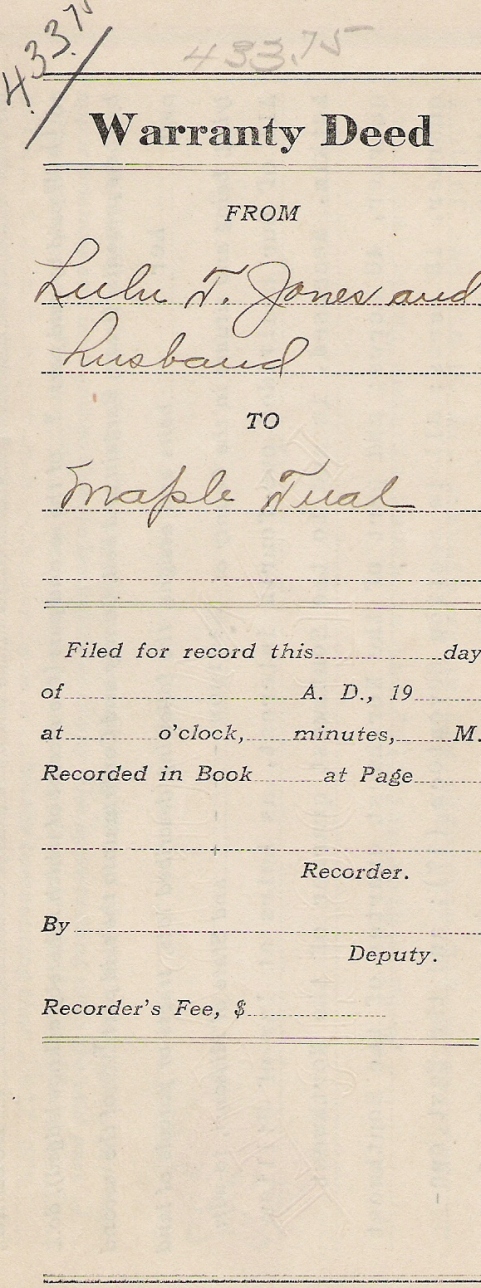 433.75
433.75
Warranty Deed
FROM
Lulu T. Jones and
husband
TO
Maple Tual
Filed for record this day
of A. D., 19
at o'clock, minutes, M.
Recorded in Book at Page
Recorder.
By
Deputy.
Recorder's Fee, $